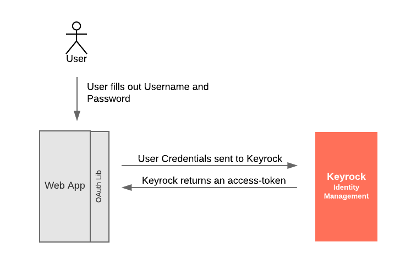 User
User fills out Username and
Password
Web App
OAuth Lib
User Credentials sent to Keyrock
Keyrock returns an access-token
Keyrock
Identity
Management